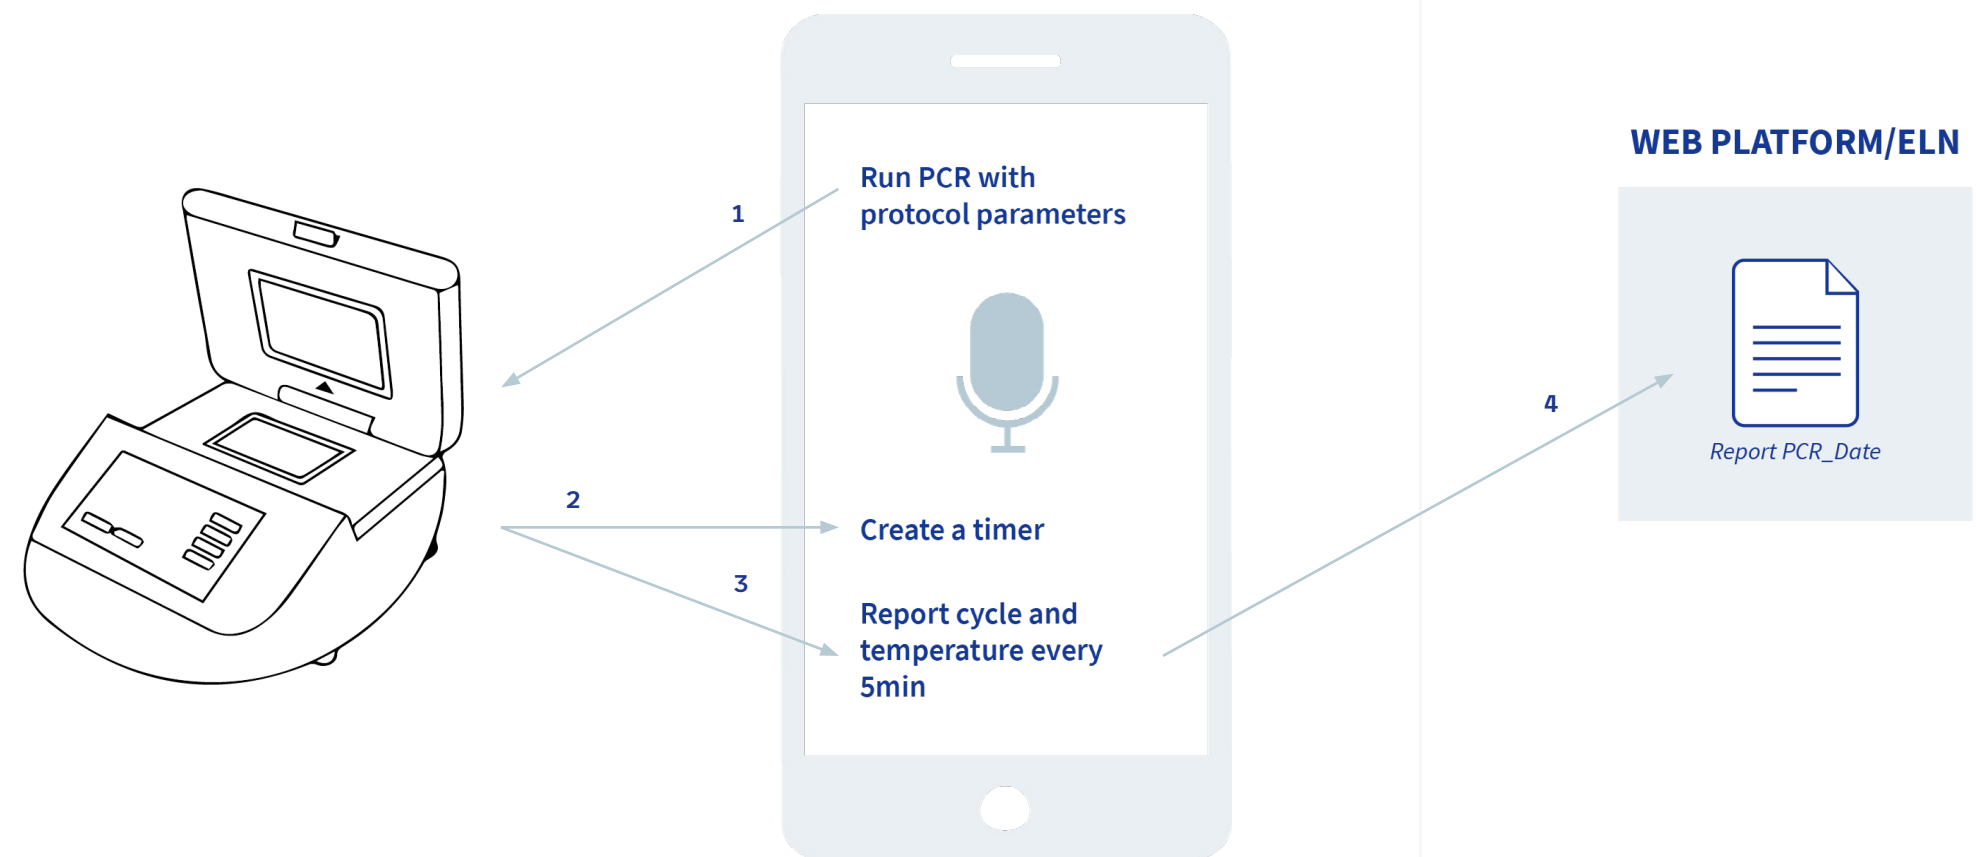 Run PCR with
protocol parameters
1
2
Create a timer
3
Report cycle and
temperature every
5min
4
WEB PLATFORM/ELN
Report PCR_Date